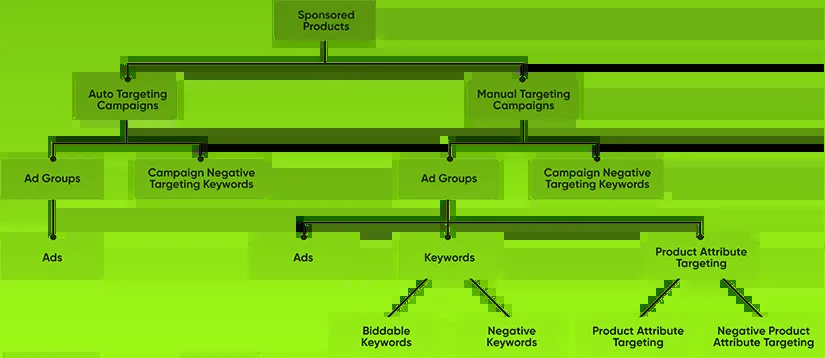 Sponsored
Products
Auto Targeting
Campaigns
Manual Targeting
Campaigns
Ad Groups
Campaign Negative
Targeting Keywords
Ad Groups
Campaign Negative
Targeting Keywords
Ads
Ads
Keywords
Product Attribute
Targeting
Biddable
Keywords
Negative
Keywords
Product Attribute
Targeting
Negative Product
Attribute Targeting